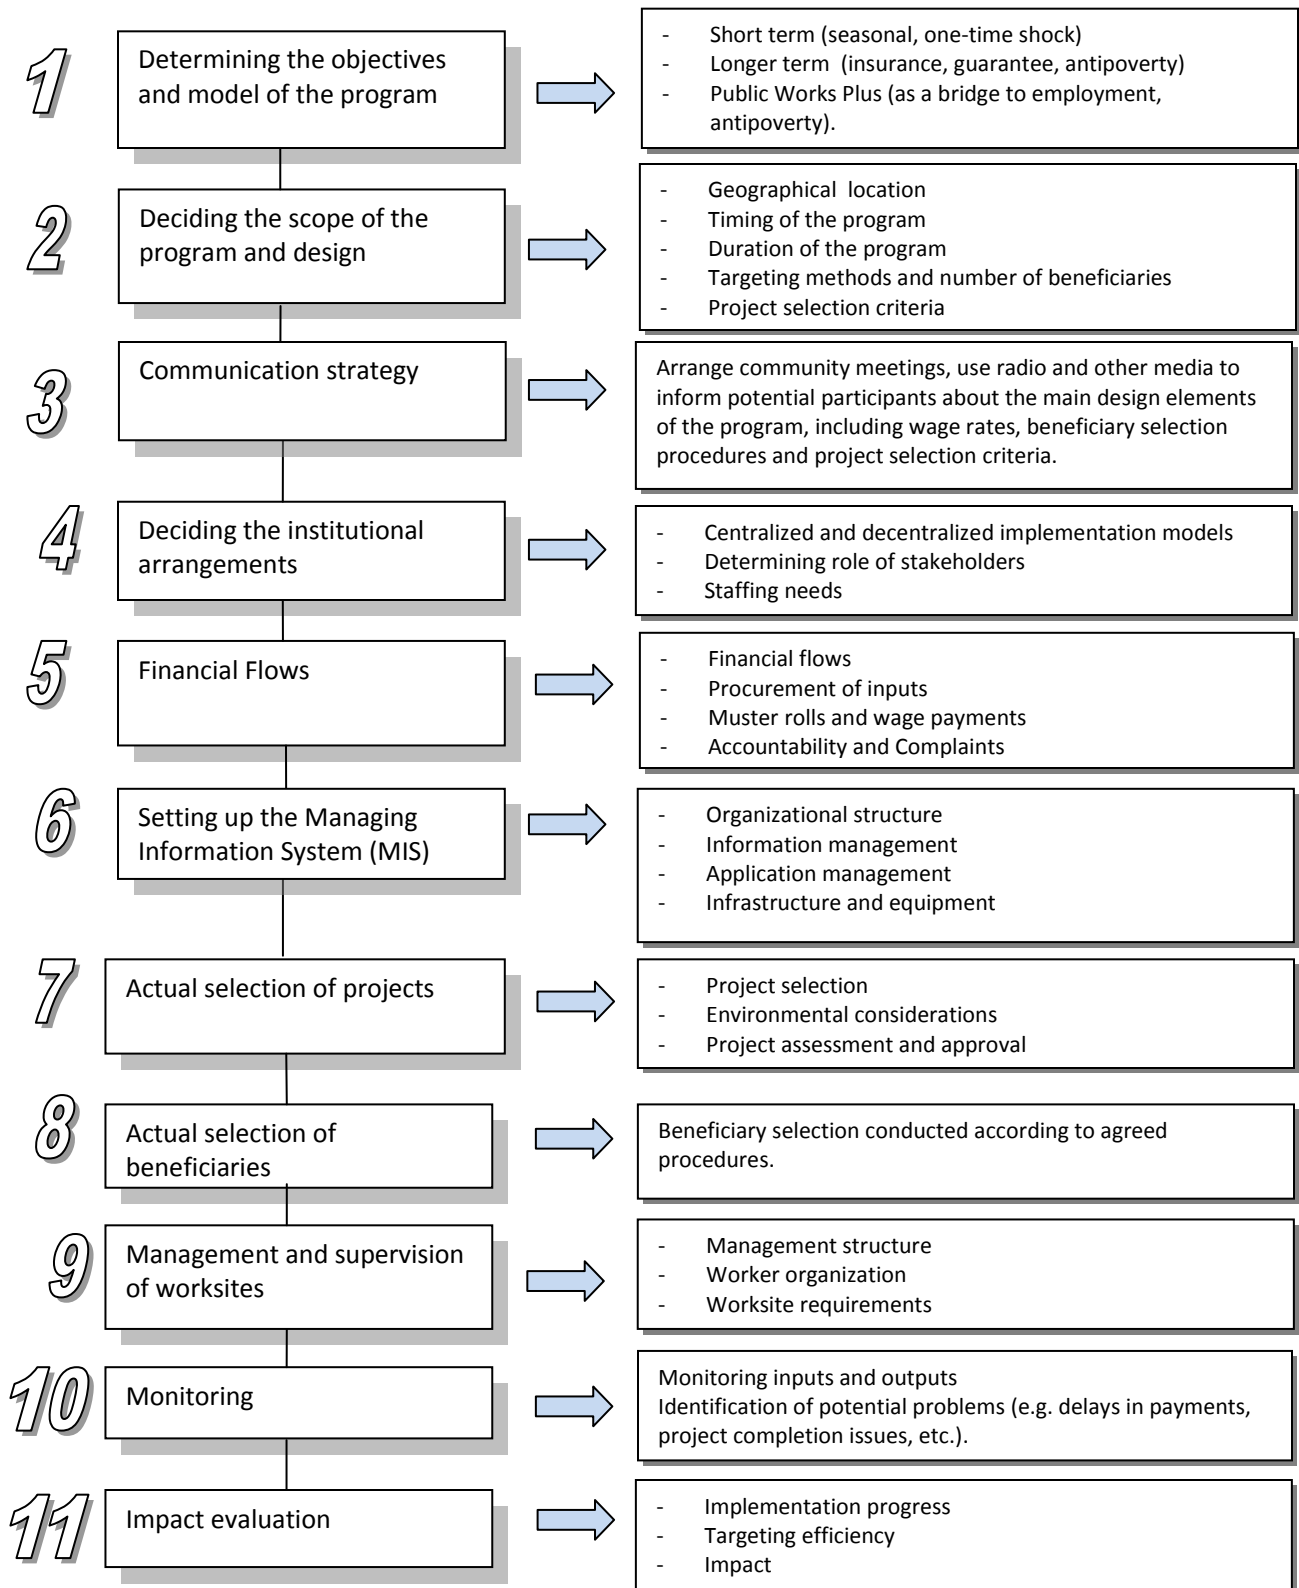 1
Determining the objectives
and model of the program
- Short term (seasonal, one-time shock)
- Longer term (insurance, guarantee, antipoverty)
- Public Works Plus (as a bridge to employment,
antipoverty).
2
Deciding the scope of the
program and design
- Geographical location
- Timing of the program
- Duration of the program
- Targeting methods and number of beneficiaries
- Project selection criteria
3
Communication strategy
Arrange community meetings, use radio and other media to
inform potential participants about the main design elements
of the program, including wage rates, beneficiary selection
procedures and project selection criteria.
4
Deciding the institutional
arrangements
- Centralized and decentralized implementation models
- Determining role of stakeholders
- Staffing needs
5
Financial Flows
- Financial flows
- Procurement of inputs
- Muster rolls and wage payments
- Accountability and Complaints
6
Setting up the Managing
Information System (MIS)
- Organizational structure
- Information management
- Application management
- Infrastructure and equipment
7
Actual selection of projects
- Project selection
- Environmental considerations
- Project assessment and approval
8
Actual selection of
beneficiaries
Beneficiary selection conducted according to agreed
procedures.
9
Management and supervision
of worksites
- Management structure
- Worker organization
- Worksite requirements
10
Monitoring
Monitoring inputs and outputs
Identification of potential problems (e.g. delays in payments,
project completion issues, etc.).
11
Impact evaluation
- Implementation progress
- Targeting efficiency
- Impact